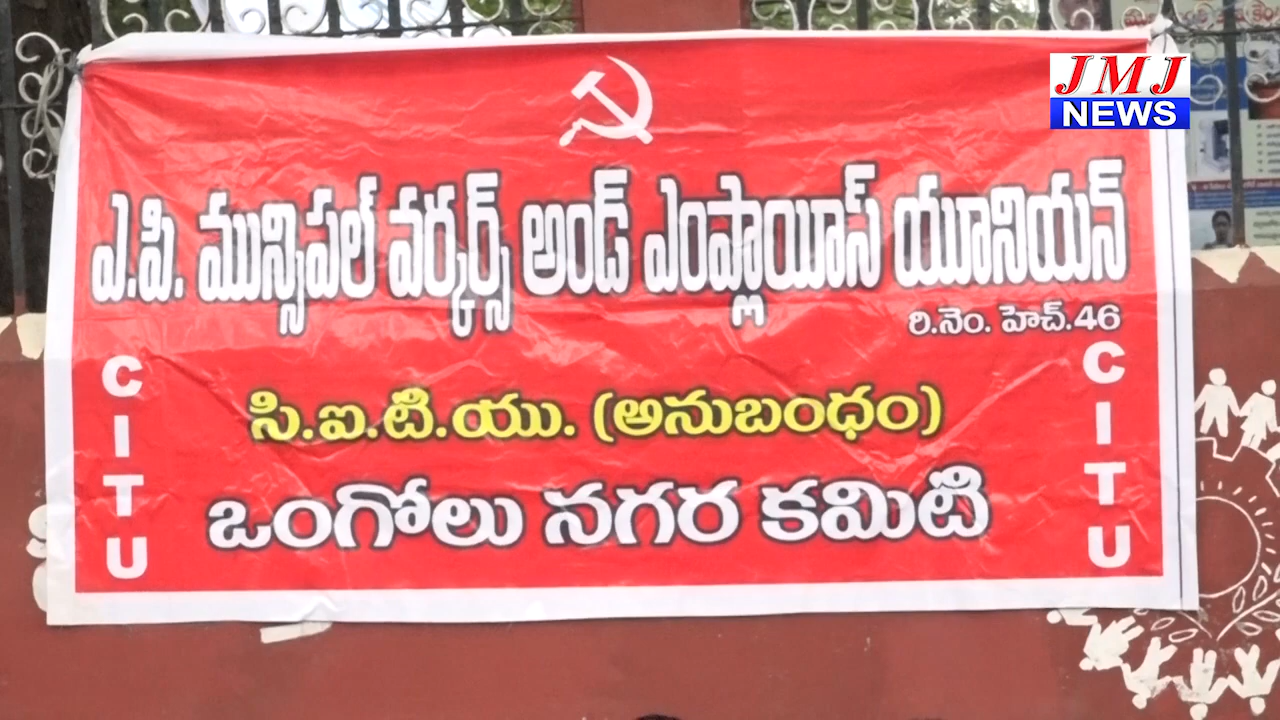 JMJ
NEWS
ఎ.పి. మున్సిపల్ వర్కర్స్ అండ్ ఎంప్లాయీస్ యూనియన్
రి.నెం. హెచ్.46
CITU
సి.ఐ.టి.యు. (అనుబంధం)
ఒంగోలు నగర కమిటి
CITU